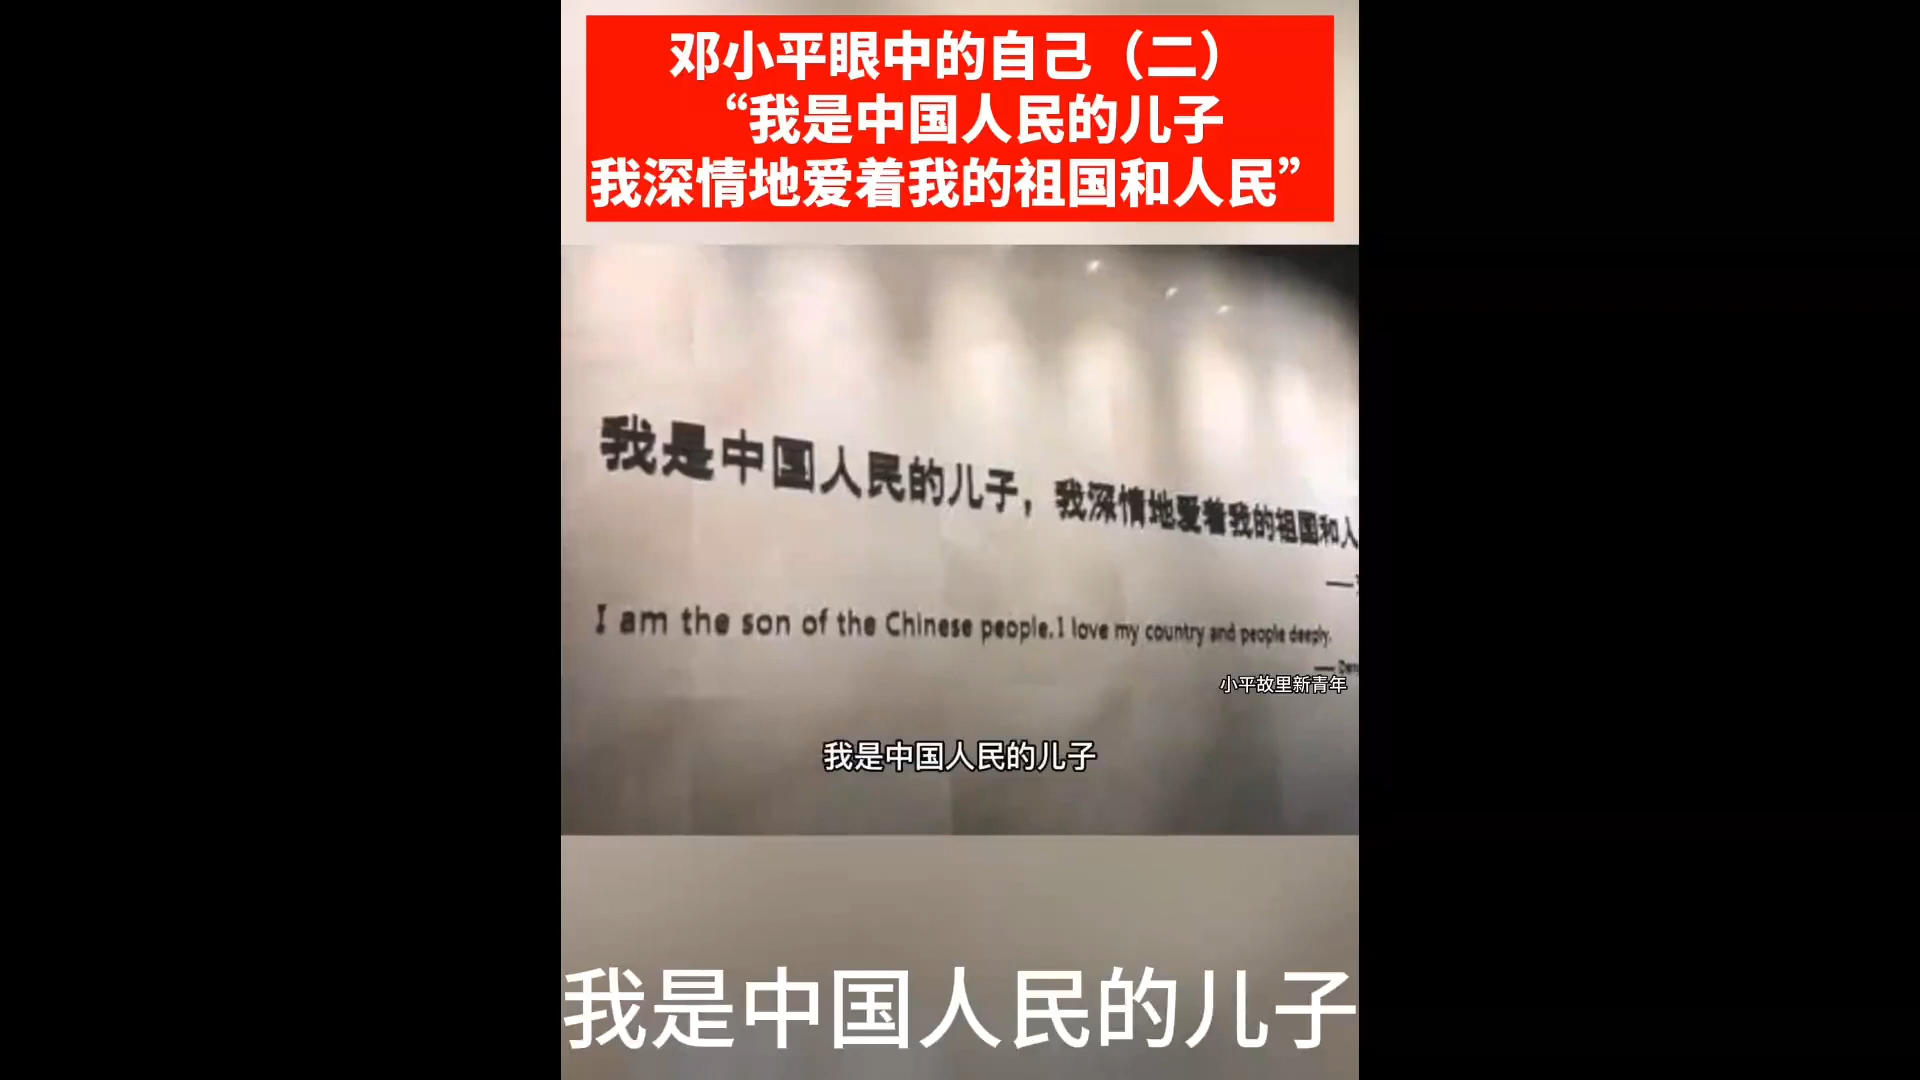 邓小平眼中的自己（二）
“我是中国人民的儿子
我深情地爱着我的祖国和人民”
我是中国人民的儿子，我深情地爱着我的祖国和人
I am the son of the Chinese people.I love my country and people deeply.
小平故里新青年
我是中国人民的儿子
我是中国人民的儿子